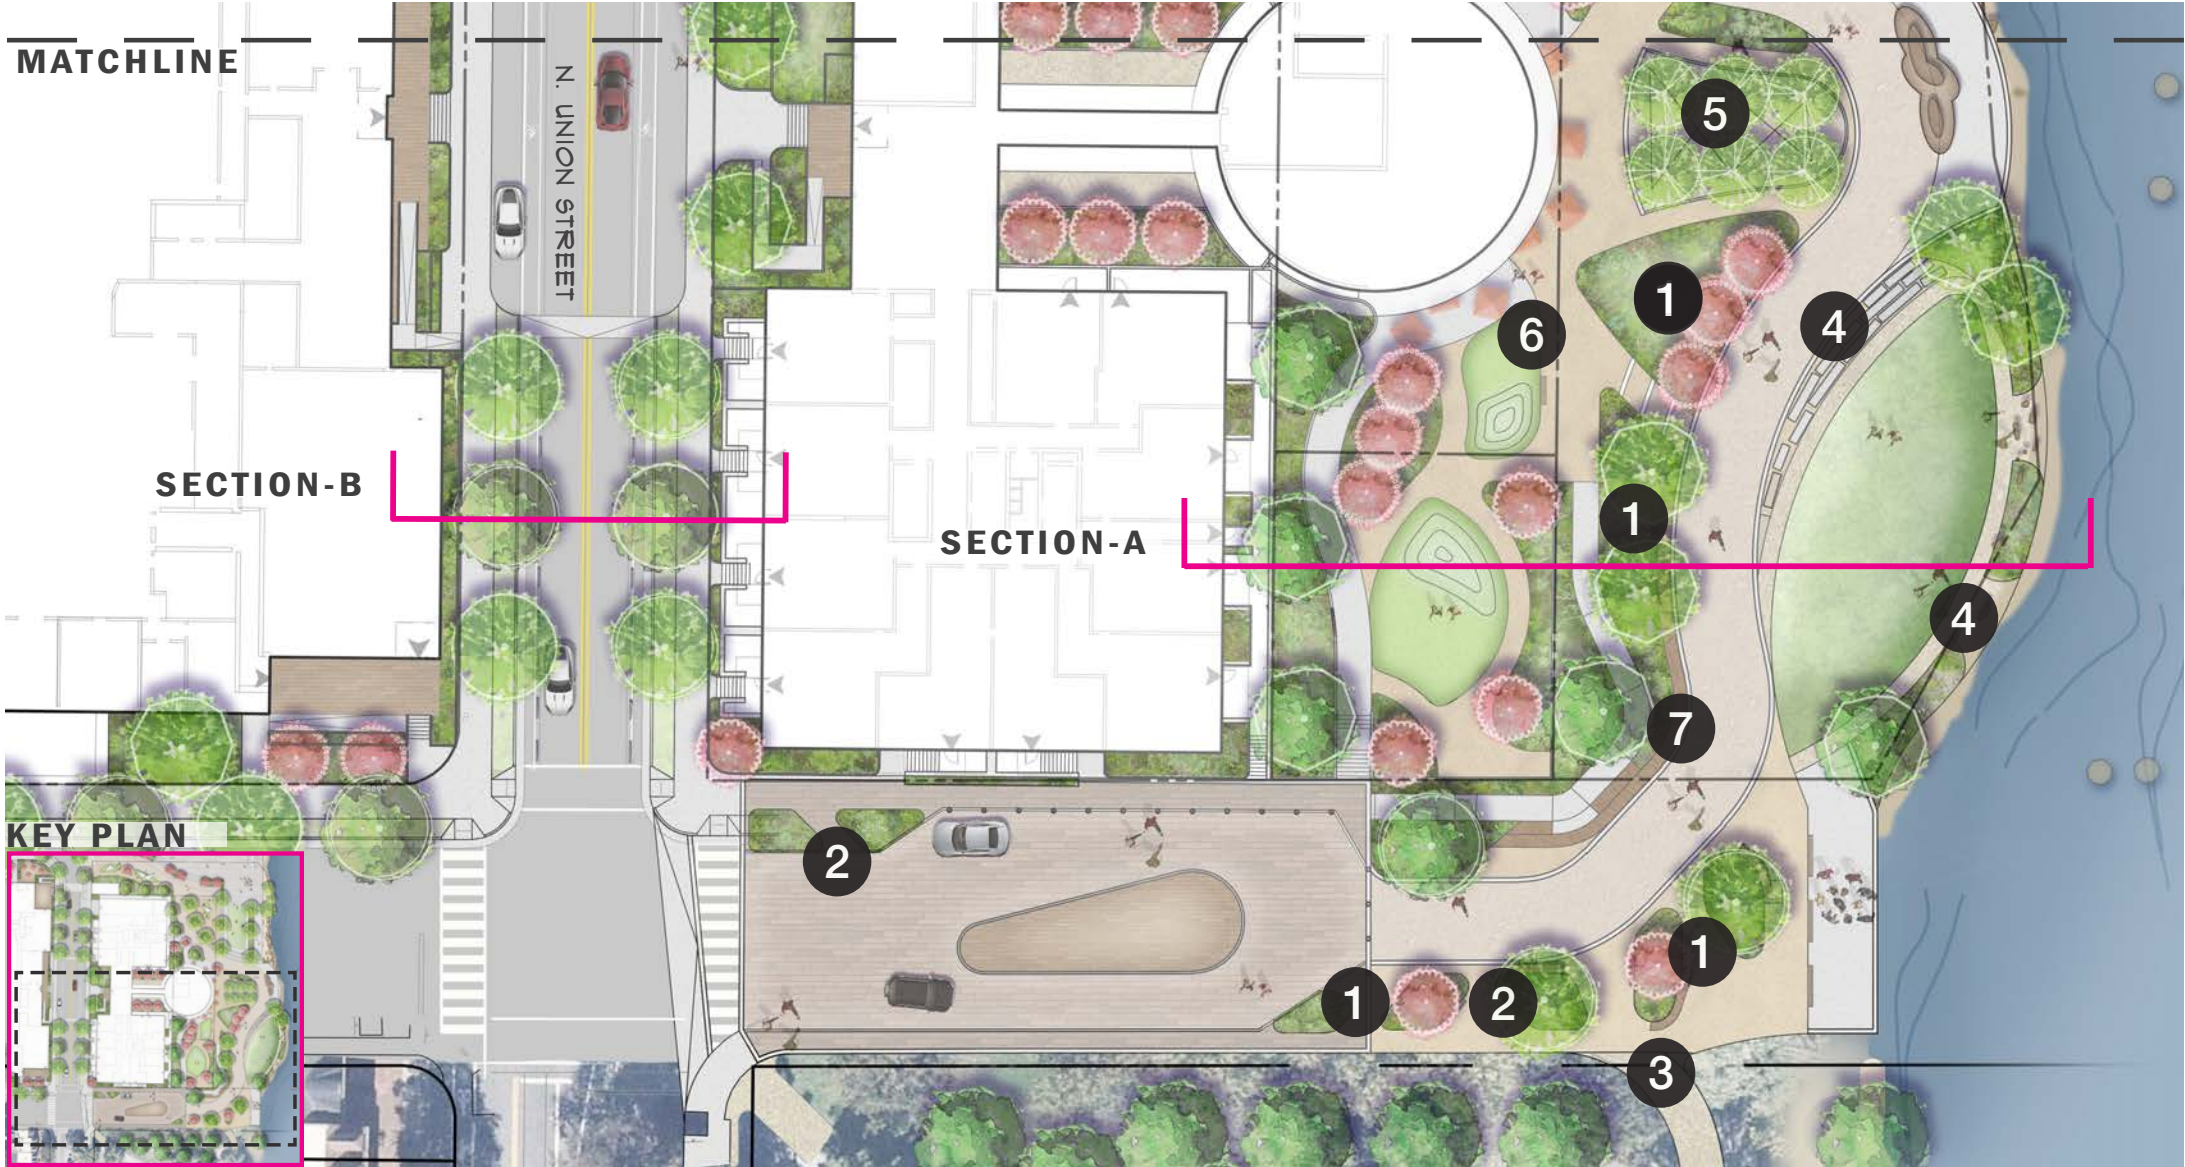 MATCHLINE
N. UNION STREET
5
1
4
6
SECTION-B
1
SECTION-A
4
7
KEY PLAN
2
1
1
2
3